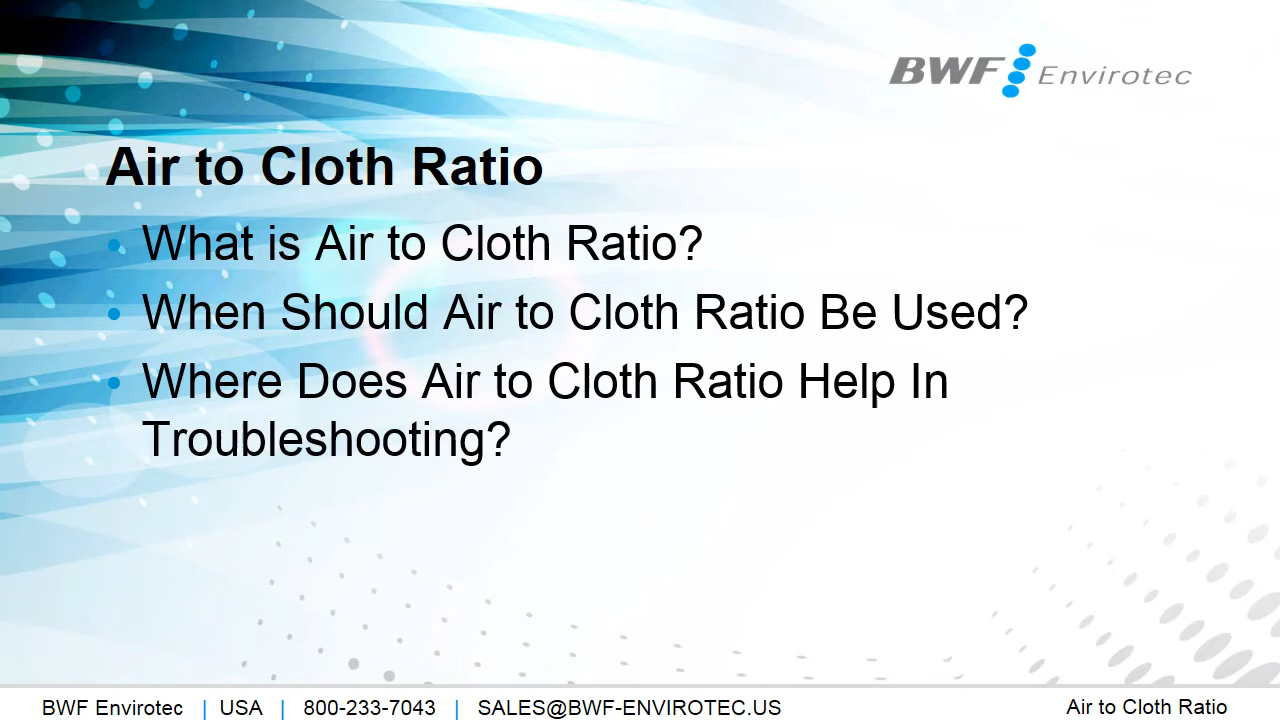 BWF Envirotec
Air to Cloth Ratio
• What is Air to Cloth Ratio?
• When Should Air to Cloth Ratio Be Used?
• Where Does Air to Cloth Ratio Help In
Troubleshooting?
BWF Envirotec | USA | 800-233-7043 | SALES@BWF-ENVIROTEC.US
Air to Cloth Ratio